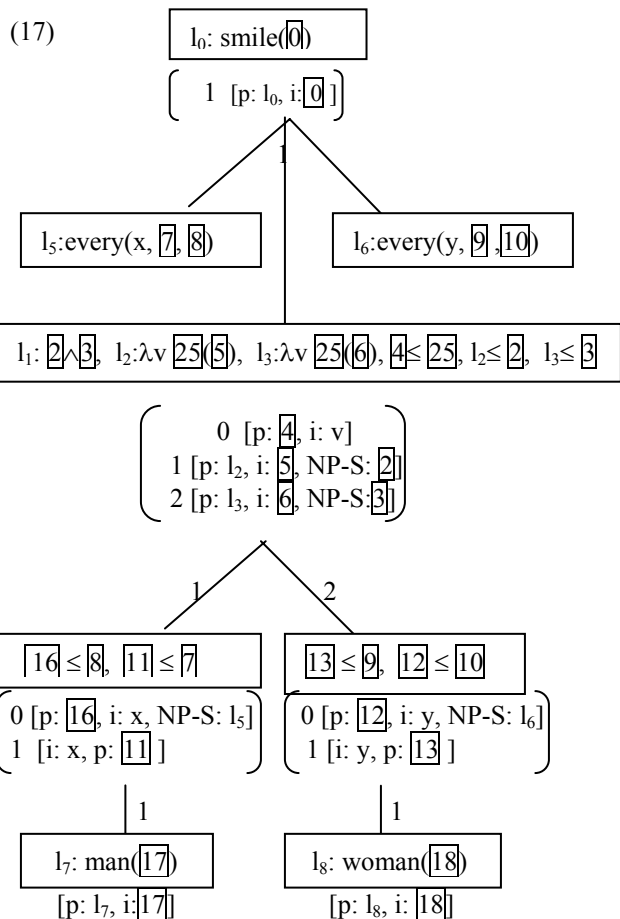 (17)
l₀: smile(0)
1 [p: l₀, i: 0 ]
1
l₅:every(x, 7, 8)
l₆:every(y, 9 ,10)
l₁: 2∧3, l₂:λv 25(5), l₃:λv 25(6), 4≤ 25, l₂≤ 2, l₃≤ 3
0 [p: 4, i: v]
1 [p: l₂, i: 5, NP-S: 2]
2 [p: l₃, i: 6, NP-S:3]
1
2
16 ≤ 8, 11 ≤ 7
13 ≤ 9, 12 ≤ 10
0 [p: 16, i: x, NP-S: l₅]
1 [i: x, p: 11 ]
0 [p: 12, i: y, NP-S: l₆]
1 [i: y, p: 13 ]
1
1
l₇: man(17)
l₈: woman(18)
[p: l₇, i:17]
[p: l₈, i: 18]